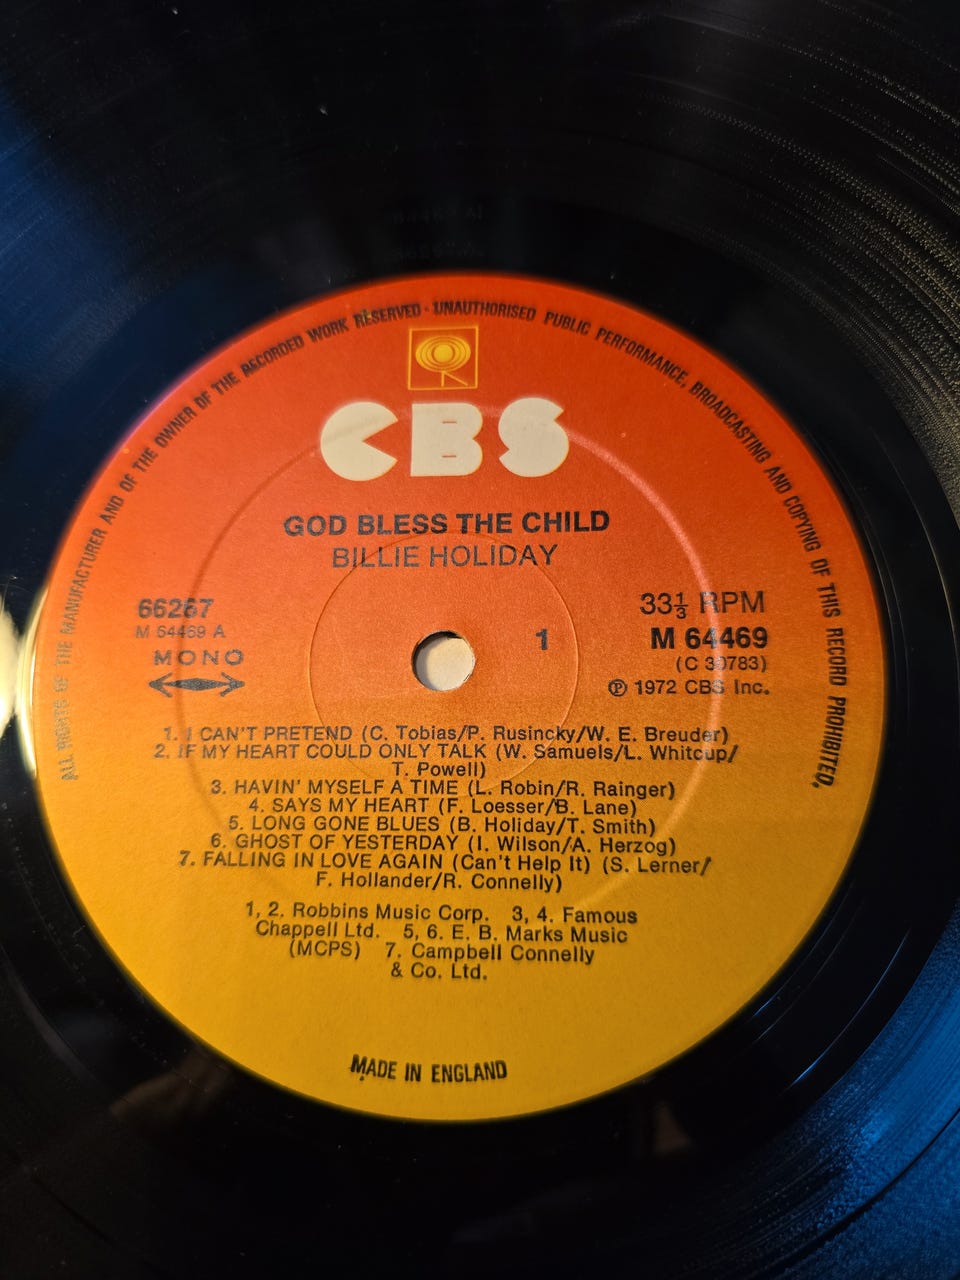 ALL RIGHTS OF THE MANUFACTURER AND OF THE OWNER OF THE RECORDED WORK RESERVED · UNAUTHORISED PUBLIC PERFORMANCE, BROADCASTING AND COPYING OF THIS RECORD PROHIBITED.
CBS
GOD BLESS THE CHILD
BILLIE HOLIDAY
66267
M 64469 A
MONO
1
33⅓ RPM
M 64469
(C 30783)
℗ 1972 CBS Inc.
1. I CAN'T PRETEND (C. Tobias/P. Rusincky/W. E. Breuder)
2. IF MY HEART COULD ONLY TALK (W. Samuels/L. Whitcup/
T. Powell)
3. HAVIN' MYSELF A TIME (L. Robin/R. Rainger)
4. SAYS MY HEART (F. Loesser/B. Lane)
5. LONG GONE BLUES (B. Holiday/T. Smith)
6. GHOST OF YESTERDAY (I. Wilson/A. Herzog)
7. FALLING IN LOVE AGAIN (Can't Help It) (S. Lerner/
F. Hollander/R. Connelly)
1, 2. Robbins Music Corp. 3, 4. Famous
Chappell Ltd. 5, 6. E. B. Marks Music
(MCPS) 7. Campbell Connelly
& Co. Ltd.
MADE IN ENGLAND